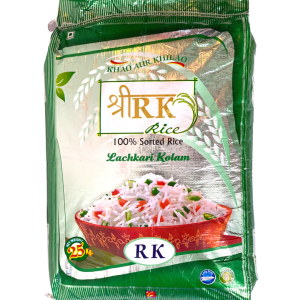 KHAO AUR KHILAO
श्री RK
Rice
100% Sorted Rice
Lachkari Kolam
25
RK